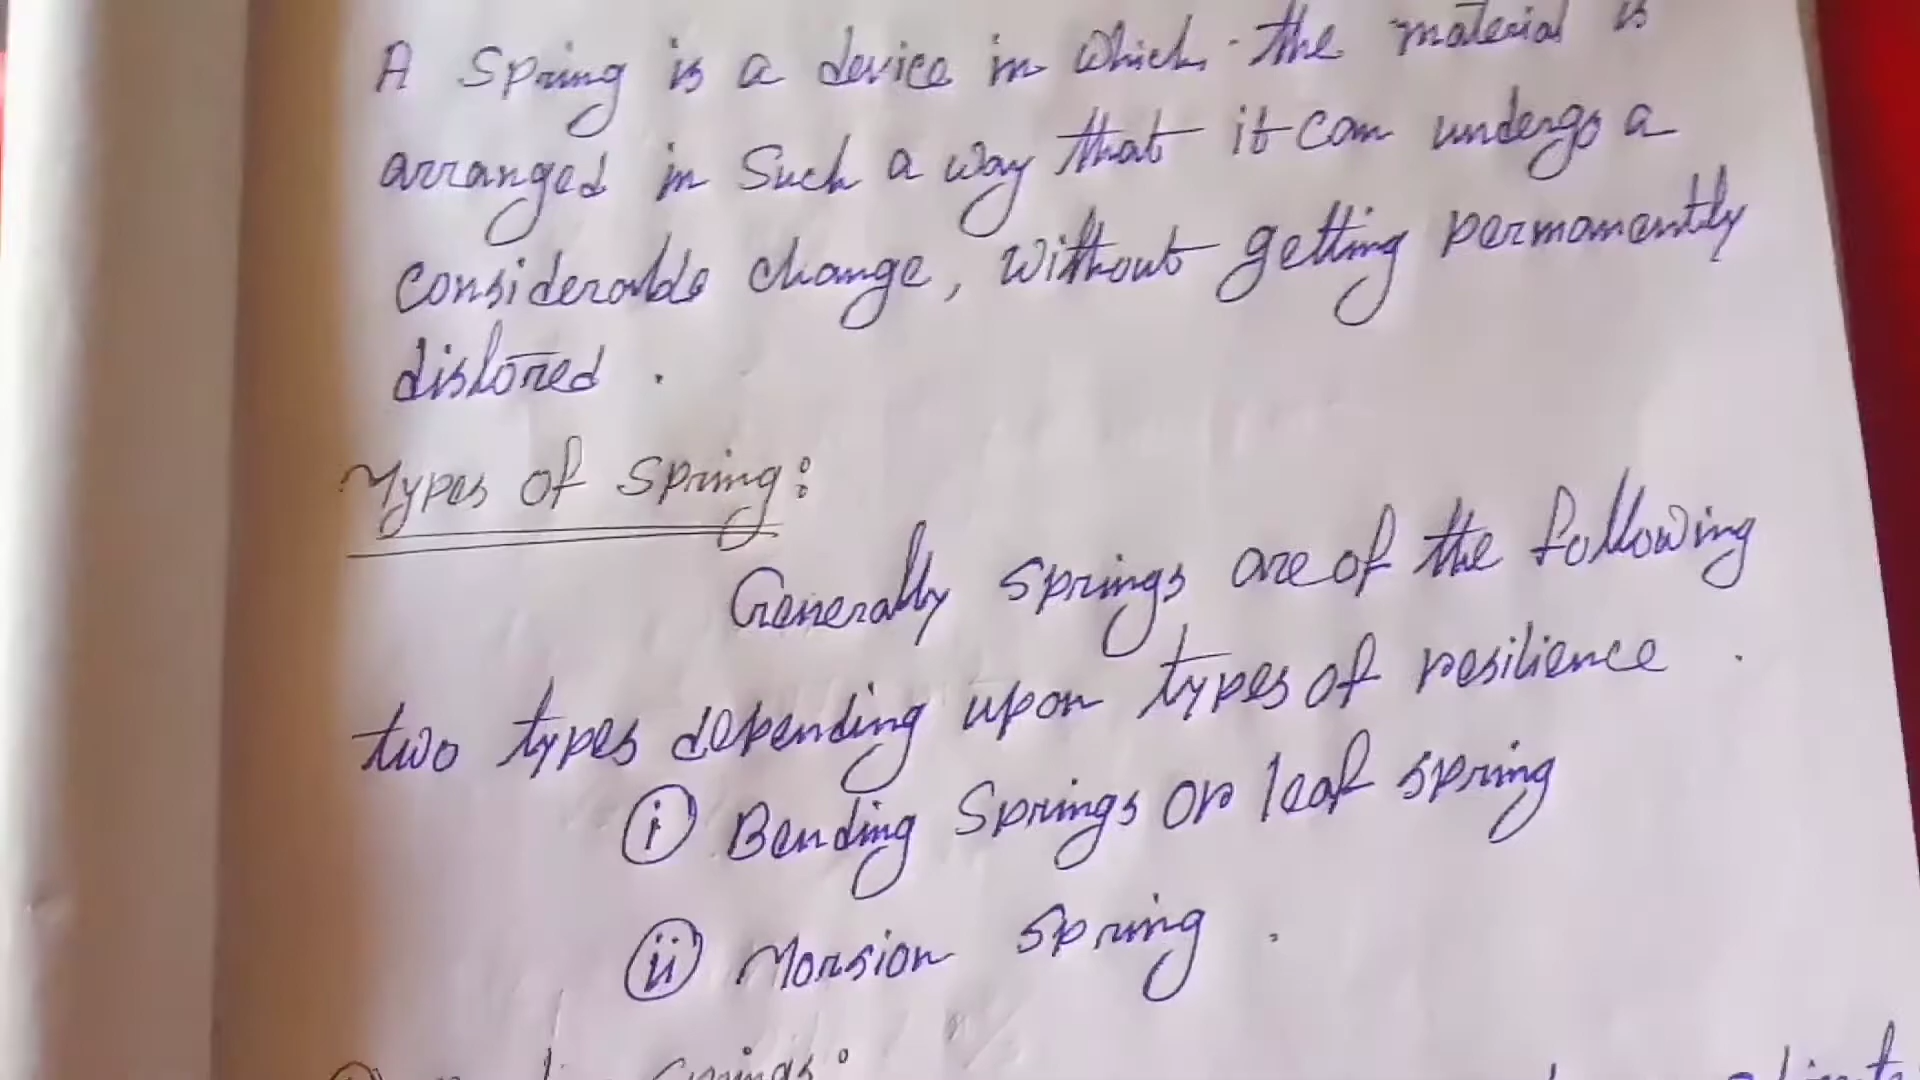 A Spring is a device in which the material is
arranged in Such a way that it can undergo a
considerable change, without getting permanently
distored .
Types of Spring:
Generally springs are of the following
two types depending upon types of resilience .
(i) Bending Springs or leaf spring
(ii) Torsion spring .
Springs: